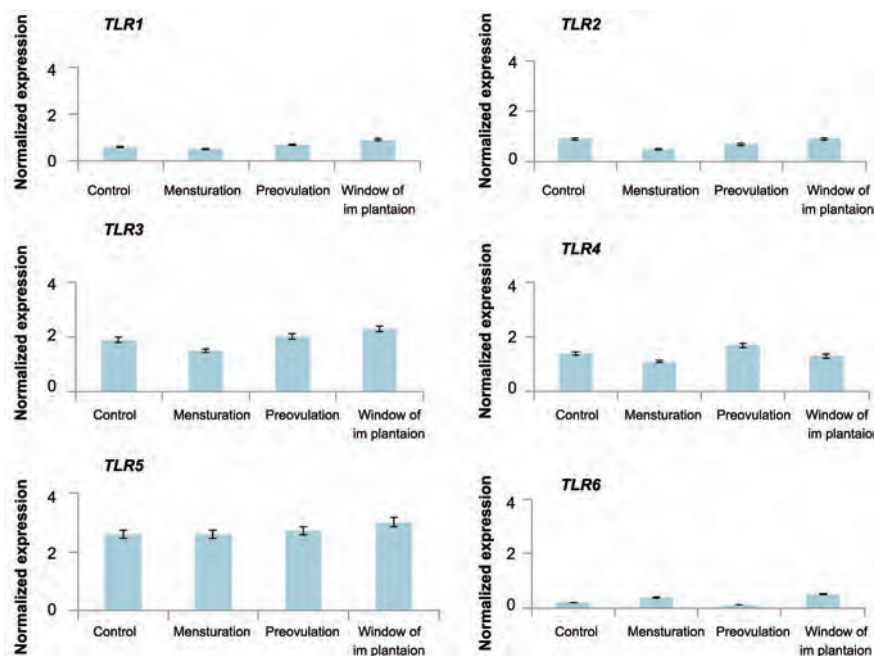 TLR1
Normalized expression
4
2
0
Control Mensturation Preovulation Window of
im plantaion
TLR2
Normalized expression
4
2
0
Control Mensturation Preovulation Window of
im plantaion
TLR3
Normalized expression
4
2
0
Control Mensturation Preovulation Window of
im plantaion
TLR4
Normalized expression
4
2
0
Control Mensturation Preovulation Window of
im plantaion
TLR5
Normalized expression
4
2
0
Control Mensturation Preovulation Window of
im plantaion
TLR6
Normalized expression
4
2
0
Control Mensturation Preovulation Window of
im plantaion